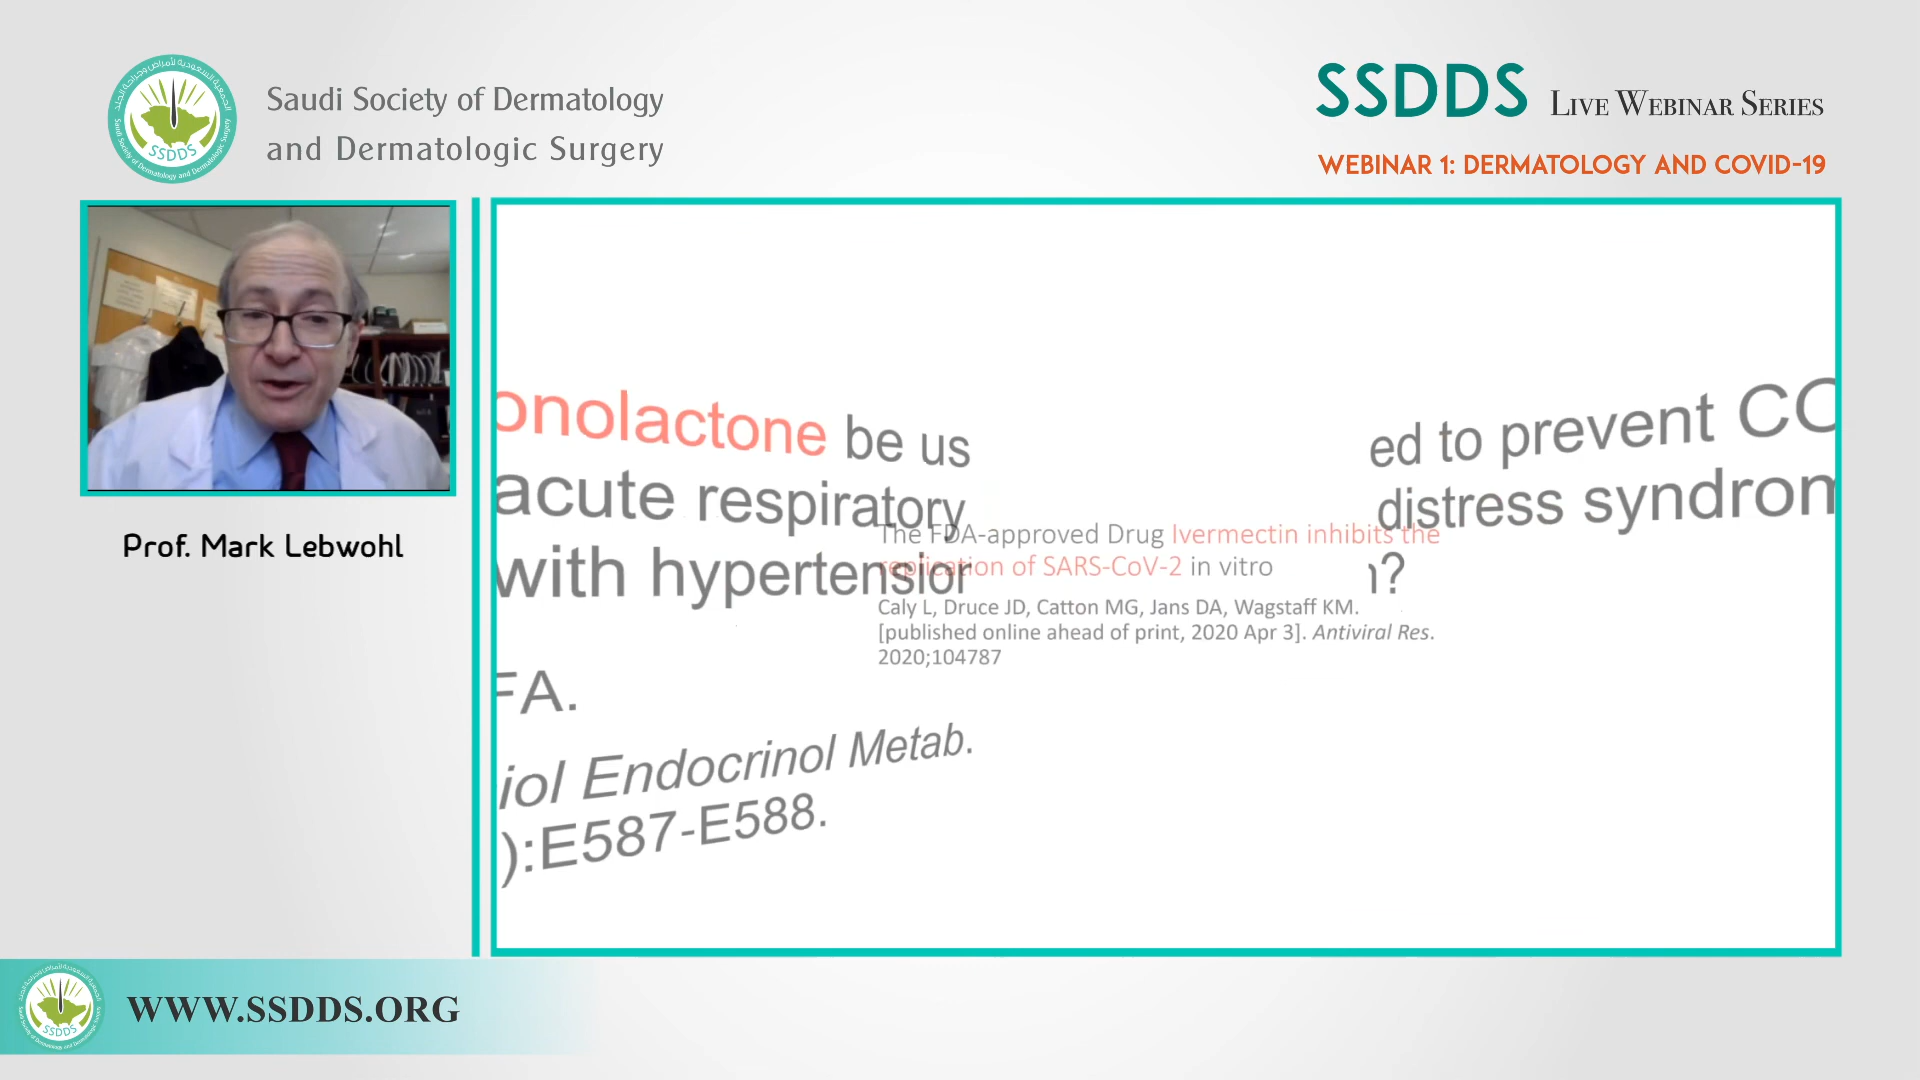 Saudi Society of Dermatology
and Dermatologic Surgery
SSDDS
SSDDS LIVE WEBINAR SERIES
WEBINAR 1: DERMATOLOGY AND COVID-19
Prof. Mark Lebwohl
onolactone be us
ed to prevent CO
acute respiratory
distress syndrom
with hypertension
n?
The FDA-approved Drug Ivermectin inhibits the
replication of SARS-CoV-2 in vitro
Caly L, Druce JD, Catton MG, Jans DA, Wagstaff KM.
[published online ahead of print, 2020 Apr 3]. Antiviral Res.
2020;104787
FA.
iol Endocrinol Metab.
):E587-E588.
SSDDS
WWW.SSDDS.ORG